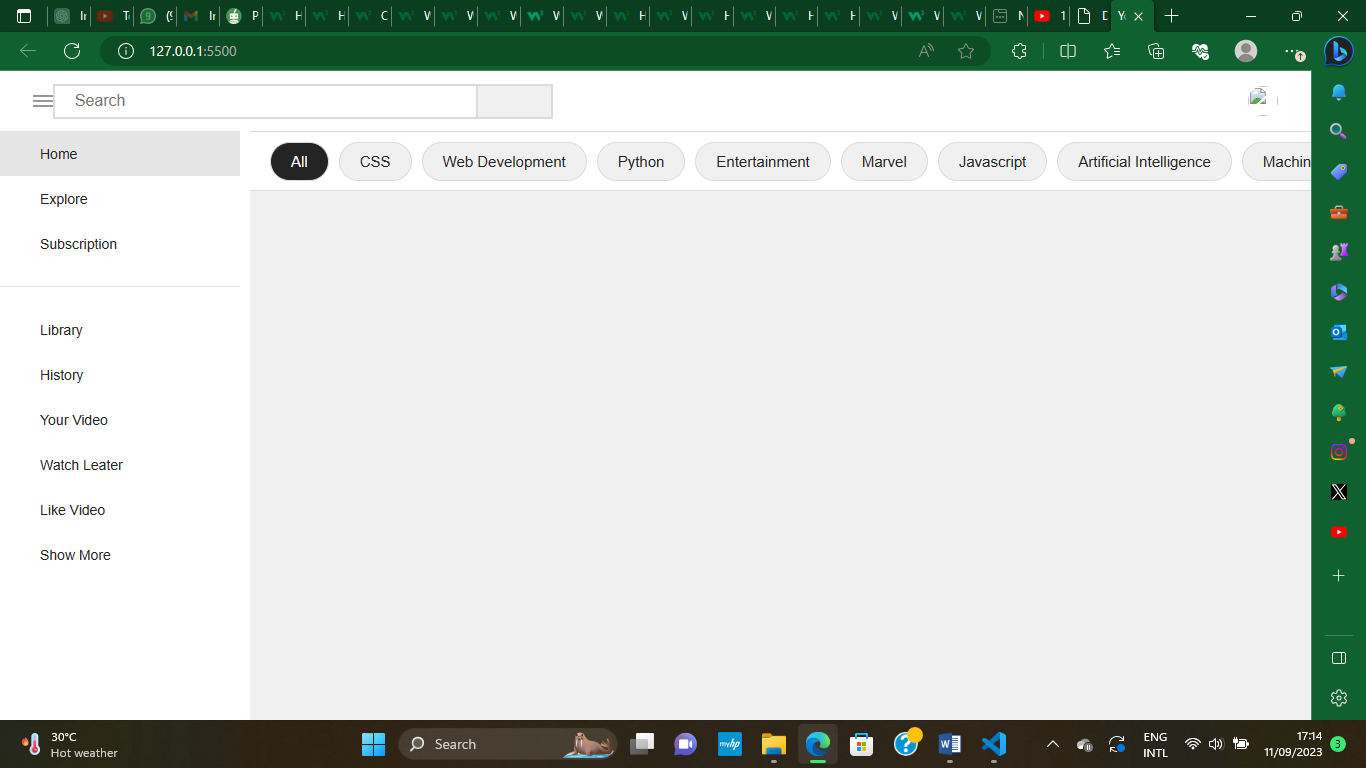 127.0.0.1:5500
Search
Home
Explore
Subscription
Library
History
Your Video
Watch Leater
Like Video
Show More
All CSS Web Development Python Entertainment Marvel Javascript Artificial Intelligence Machin
30°C
Hot weather
Search
myhp
ENG
INTL
17:14
11/09/2023
3